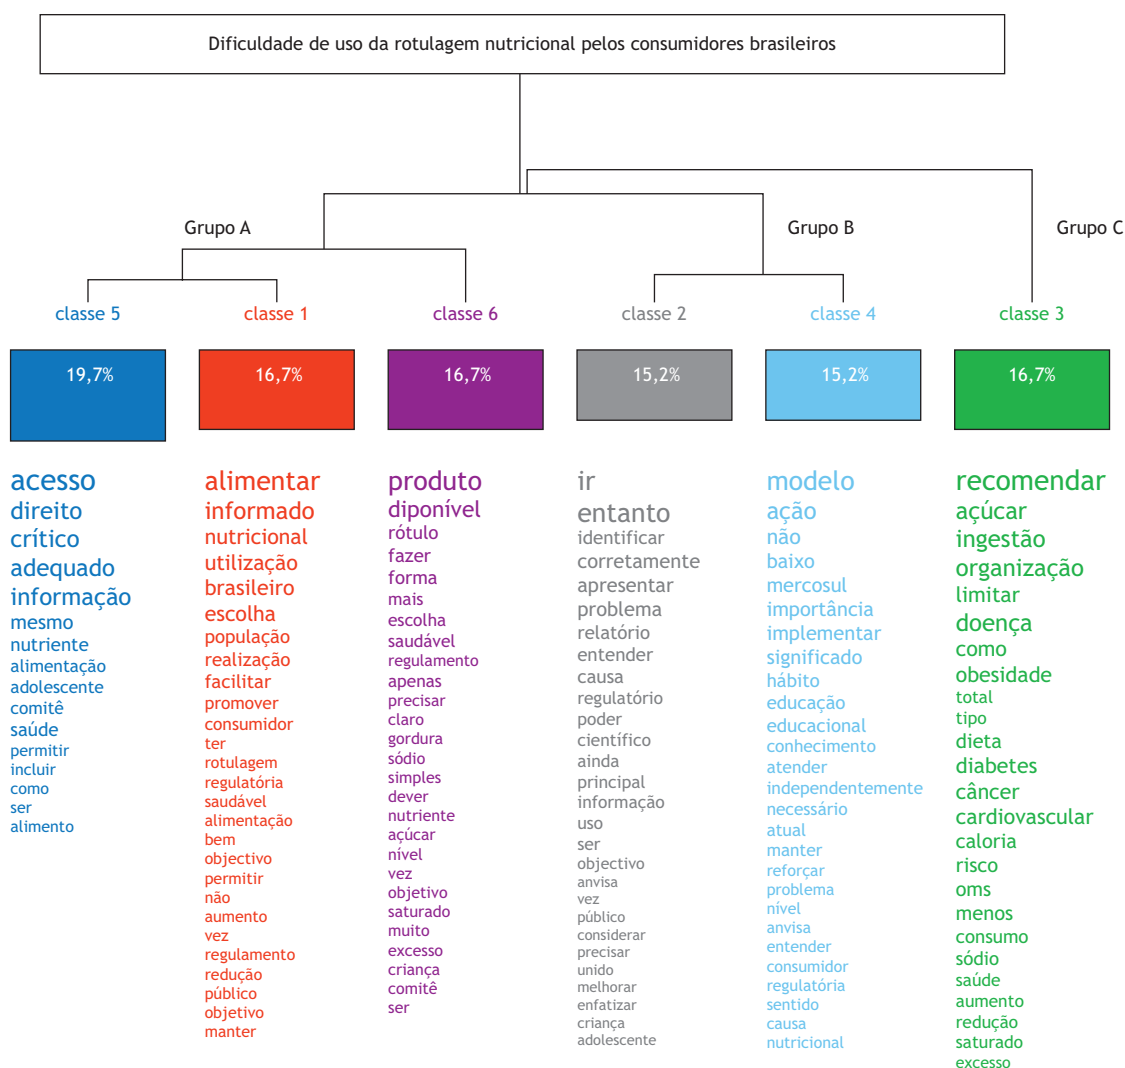 Dificuldade de uso da rotulagem nutricional pelos consumidores brasileiros
Grupo A
Grupo B
Grupo C
classe 5
19,7%
acesso
direito
crítico
adequado
informação
mesmo
nutriente
alimentação
adolescente
comitê
saúde
permitir
incluir
como
ser
alimento
classe 1
16,7%
alimentar
informado
nutricional
utilização
brasileiro
escolha
população
realização
facilitar
promover
consumidor
ter
rotulagem
regulatória
saudável
alimentação
bem
objectivo
permitir
não
aumento
vez
regulamento
redução
público
objetivo
manter
classe 6
16,7%
produto
diponível
rótulo
fazer
forma
mais
escolha
saudável
regulamento
apenas
precisar
claro
gordura
sódio
simples
dever
nutriente
açúcar
nível
vez
objetivo
saturado
muito
excesso
criança
comitê
ser
classe 2
15,2%
ir
entanto
identificar
corretamente
apresentar
problema
relatório
entender
causa
regulatório
poder
científico
ainda
principal
informação
uso
ser
objectivo
anvisa
vez
público
considerar
precisar
unido
melhorar
enfatizar
criança
adolescente
classe 4
15,2%
modelo
ação
não
baixo
mercosul
importância
implementar
significado
hábito
educação
educacional
conhecimento
atender
independentemente
necessário
atual
manter
reforçar
problema
nível
anvisa
entender
consumidor
regulatória
sentido
causa
nutricional
classe 3
16,7%
recomendar
açúcar
ingestão
organização
limitar
doença
como
obesidade
total
tipo
dieta
diabetes
câncer
cardiovascular
caloria
risco
oms
menos
consumo
sódio
saúde
aumento
redução
saturado
excesso